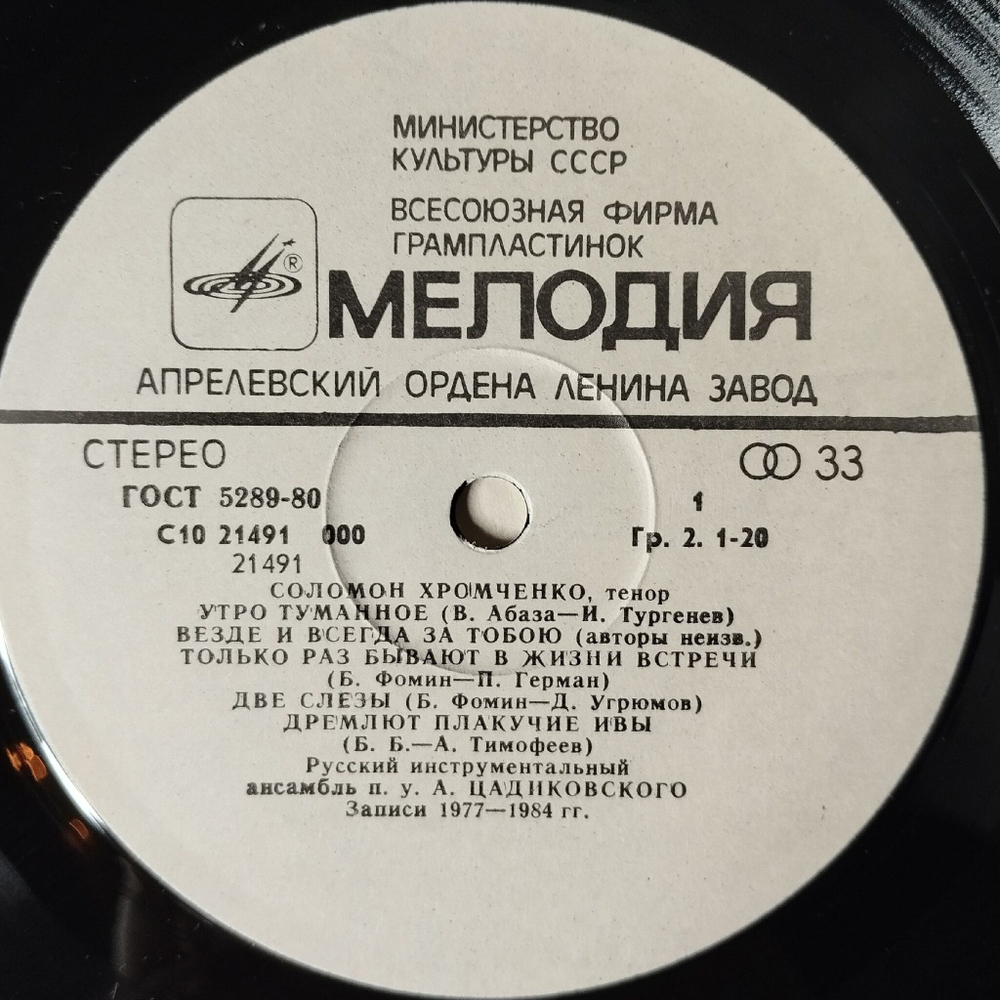 МИНИСТЕРСТВО
КУЛЬТУРЫ СССР
ВСЕСОЮЗНАЯ ФИРМА
ГРАМПЛАСТИНОК
®
МЕЛОДИЯ
АПРЕЛЕВСКИЙ ОРДЕНА ЛЕНИНА ЗАВОД
СТЕРЕО
33
ГОСТ 5289-80
1
С10 21491 000
Гр. 2. 1-20
21491
СОЛОМОН ХРОМЧЕНКО, тенор
УТРО ТУМАННОЕ (В. Абаза—И. Тургенев)
ВЕЗДЕ И ВСЕГДА ЗА ТОБОЮ (авторы неизв.)
ТОЛЬКО РАЗ БЫВАЮТ В ЖИЗНИ ВСТРЕЧИ
(Б. Фомин—П. Герман)
ДВЕ СЛЕЗЫ (Б. Фомин—Д. Угрюмов)
ДРЕМЛЮТ ПЛАКУЧИЕ ИВЫ
(Б. Б.—А. Тимофеев)
Русский инструментальный
ансамбль п. у. А. ЦАДИКОВСКОГО
Записи 1977—1984 гг.